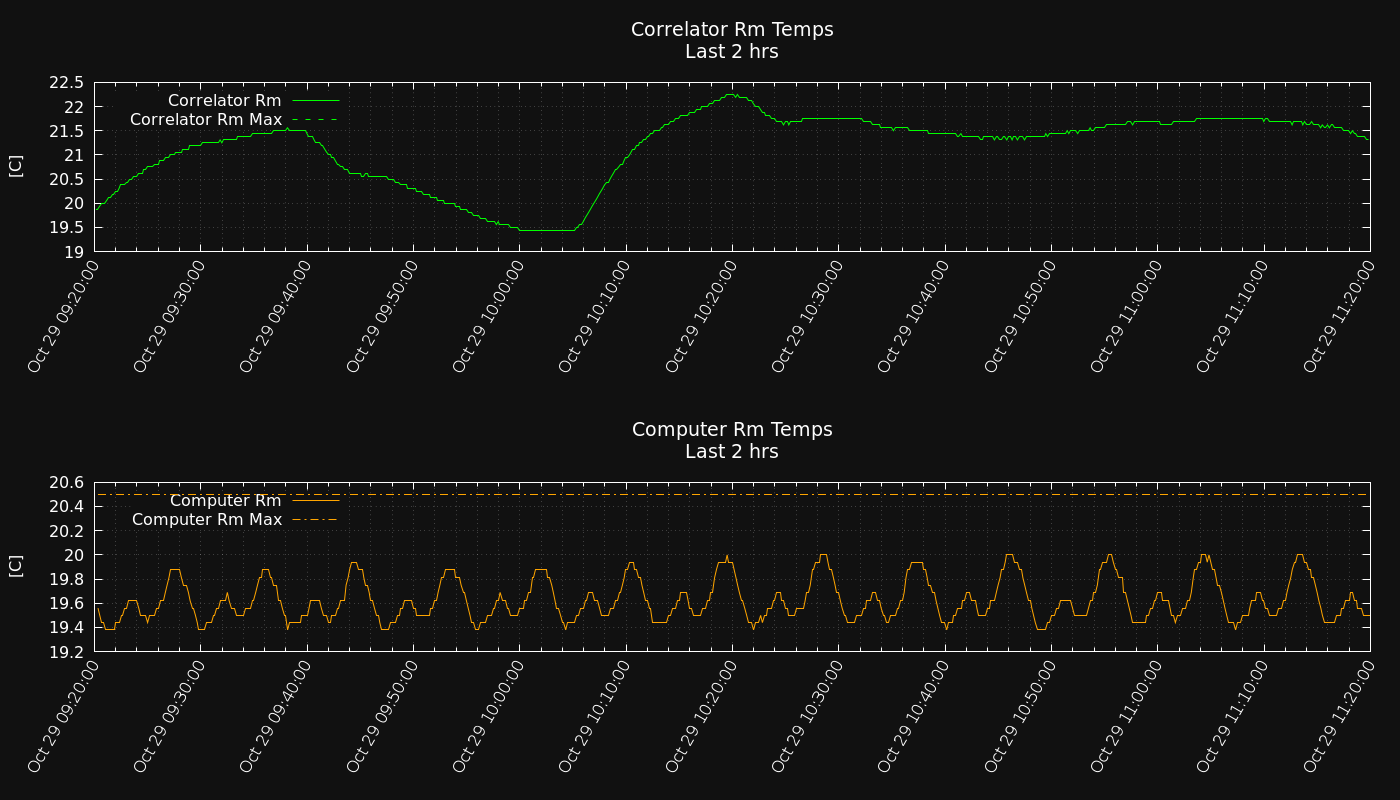 Correlator Rm Temps
Last 2 hrs
22.5
22
21.5
21
20.5
20
19.5
19
[C]
Correlator Rm
Correlator Rm Max
Oct 29 09:20:00
Oct 29 09:30:00
Oct 29 09:40:00
Oct 29 09:50:00
Oct 29 10:00:00
Oct 29 10:10:00
Oct 29 10:20:00
Oct 29 10:30:00
Oct 29 10:40:00
Oct 29 10:50:00
Oct 29 11:00:00
Oct 29 11:10:00
Oct 29 11:20:00
Computer Rm Temps
Last 2 hrs
20.6
20.4
20.2
20
19.8
19.6
19.4
19.2
[C]
Computer Rm
Computer Rm Max
Oct 29 09:20:00
Oct 29 09:30:00
Oct 29 09:40:00
Oct 29 09:50:00
Oct 29 10:00:00
Oct 29 10:10:00
Oct 29 10:20:00
Oct 29 10:30:00
Oct 29 10:40:00
Oct 29 10:50:00
Oct 29 11:00:00
Oct 29 11:10:00
Oct 29 11:20:00